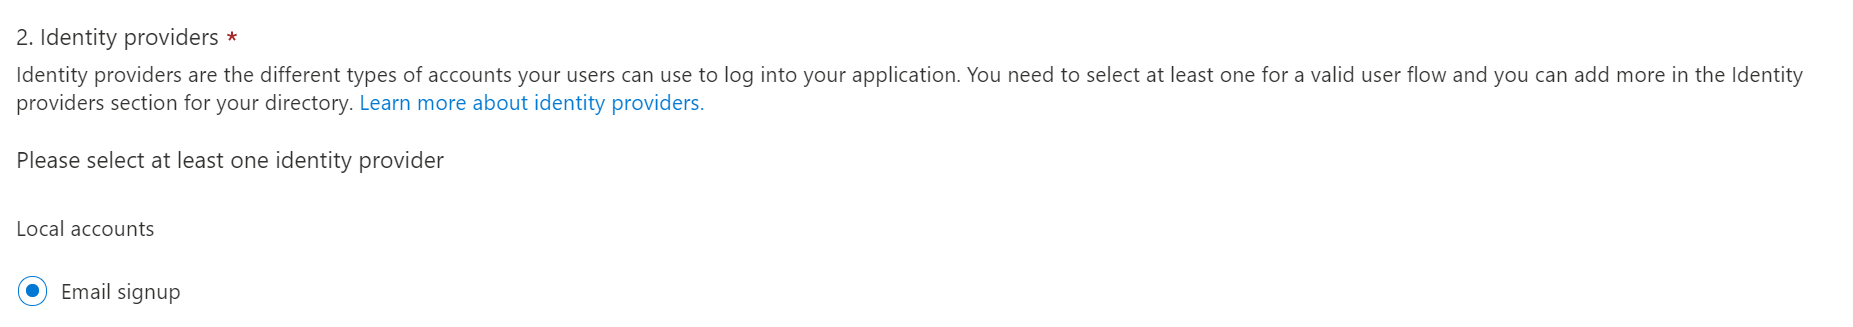 2. Identity providers *
Identity providers are the different types of accounts your users can use to log into your application. You need to select at least one for a valid user flow and you can add more in the Identity
providers section for your directory. Learn more about identity providers.
Please select at least one identity provider
Local accounts
Email signup